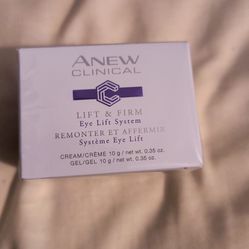 ANEW
CLINICAL
LIFT & FIRM
Eye Lift System
REMONTER ET AFFERMIR
Système Eye Lift
CREAM/CRÈME 10 g / net wt. 0.35 oz.
GEL/GEL 10 g / net wt. 0.35 oz.